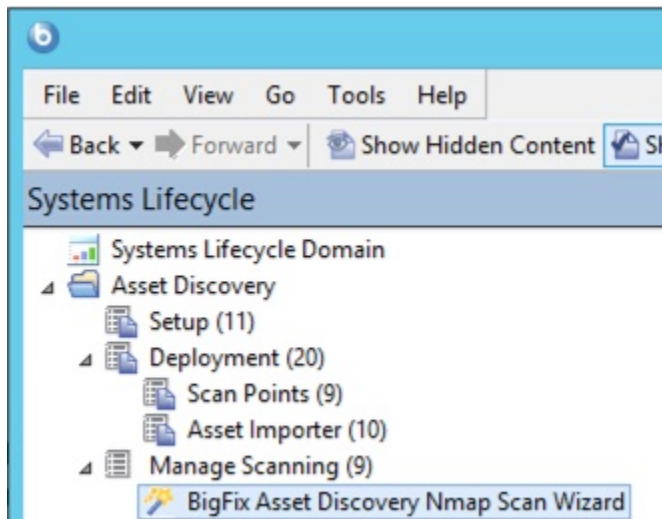 File Edit View Go Tools Help
Back Forward Show Hidden Content
Systems Lifecycle
Systems Lifecycle Domain
Asset Discovery
Setup (11)
Deployment (20)
Scan Points (9)
Asset Importer (10)
Manage Scanning (9)
BigFix Asset Discovery Nmap Scan Wizard